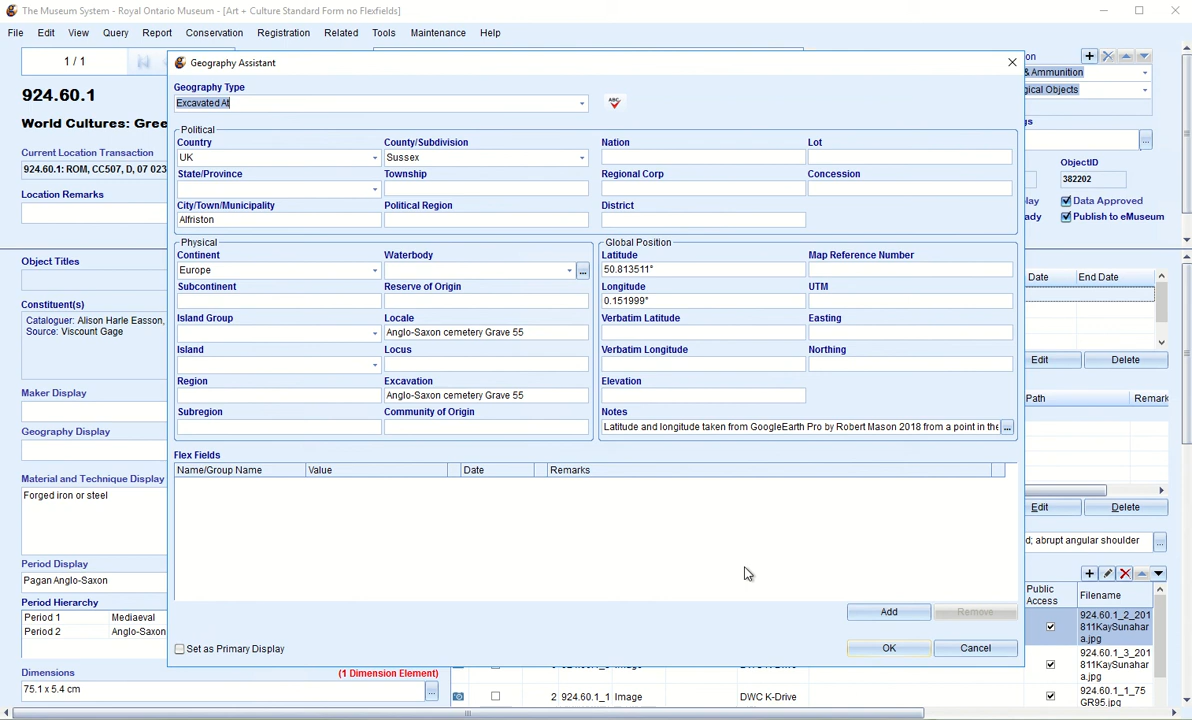 The Museum System - Royal Ontario Museum - [Art + Culture Standard Form no Flexfields]
File Edit View Query Report Conservation Registration Related Tools Maintenance Help
1 / 1
924.60.1
World Cultures: Gree
Current Location Transaction
924.60.1: ROM, CC507, D, 07 023
Location Remarks
Object Titles
Constituent(s)
Cataloguer: Alison Harle Easson,
Source: Viscount Gage
Maker Display
Geography Display
Material and Technique Display
Forged iron or steel
Period Display
Pagan Anglo-Saxon
Period Hierarchy
Period 1 Mediaeval
Period 2 Anglo-Saxon
Dimensions (1 Dimension Element)
75.1 x 5.4 cm
Geography Assistant
Geography Type
Excavated At
ABC
Political
Country County/Subdivision Nation Lot
UK Sussex
State/Province Township Regional Corp Concession
City/Town/Municipality Political Region District
Alfriston
Physical Global Position
Continent Waterbody Latitude Map Reference Number
Europe ... 50.813511°
Subcontinent Reserve of Origin Longitude UTM
0.151999°
Island Group Locale Verbatim Latitude Easting
Anglo-Saxon cemetery Grave 55
Island Locus Verbatim Longitude Northing
Region Excavation Elevation
Anglo-Saxon cemetery Grave 55
Subregion Community of Origin Notes
Latitude and longitude taken from GoogleEarth Pro by Robert Mason 2018 from a point in the ...
Flex Fields
Name/Group Name Value Date Remarks
Add Remove
Set as Primary Display OK Cancel
on
& Ammunition
gical Objects
gs
...
ObjectID
382202
lay Data Approved
ady Publish to eMuseum
Date End Date
Edit Delete
Path Remark
Edit Delete
d; abrupt angular shoulder ...
Public Access Filename
924.60.1_2_201
811KaySunahar
a.jpg
924.60.1_3_201
811KaySunahar
a.jpg
2 924.60.1_1 Image DWC K-Drive 924.60.1_1_75
GR95.jpg